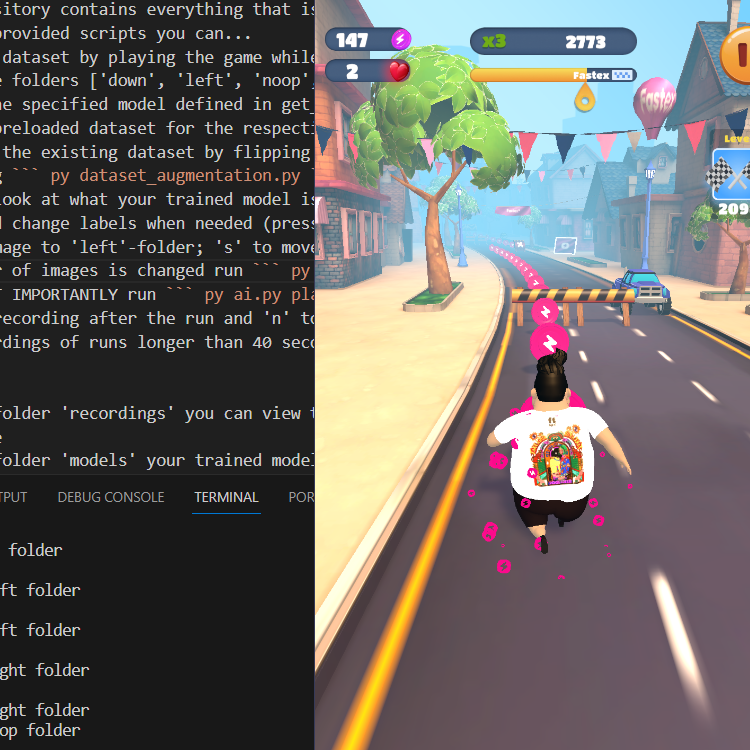 sitory contains everything that is
provided scripts you can...
dataset by playing the game while
e folders ['down', 'left', 'noop',
he specified model defined in get_
preloaded dataset for the respecti
the existing dataset by flipping
g ``` py dataset_augmentation.py `
look at what your trained model is
d change labels when needed (press
mage to 'left'-folder; 's' to move
r of images is changed run ``` py
T IMPORTANTLY run ``` py ai.py pla
recording after the run and 'n' to
rdings of runs longer than 40 seco
folder 'recordings' you can view t
e
folder 'models' your trained model
TPUT DEBUG CONSOLE TERMINAL POR
folder
ft folder
ft folder
ght folder
ght folder
op folder
147
x3 2773
2
Fastex
Fastex
Leve
209